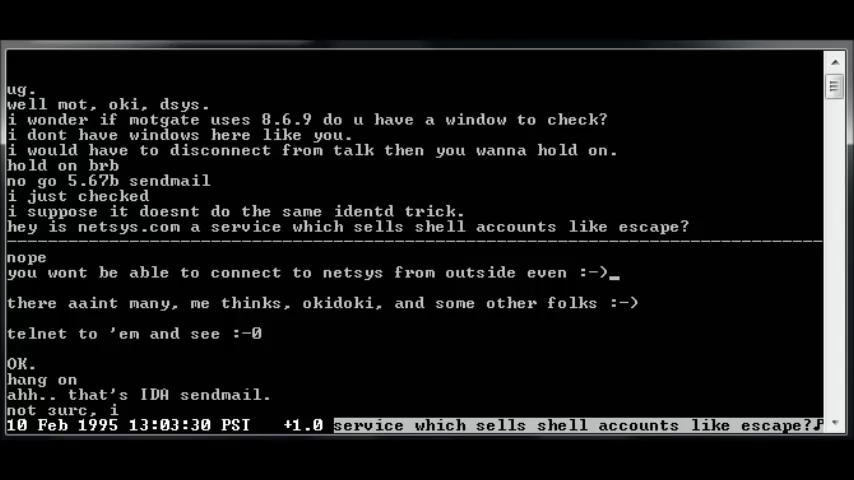 ug.
well mot, oki, dsys.
i wonder if motgate uses 8.6.9 do u have a window to check?
i dont have windows here like you.
i would have to disconnect from talk then you wanna hold on.
hold on brb
no go 5.67b sendmail
i just checked
i suppose it doesnt do the same identd trick.
hey is netsys.com a service which sells shell accounts like escape?
nope
you wont be able to connect to netsys from outside even :-)_
there aaint many, me thinks, okidoki, and some other folks :-)
telnet to 'em and see :-0
OK.
hang on
ahh.. that's IDA sendmail.
not surc, i
10 Feb 1995 13:03:30 PST +1.0 service which sells shell accounts like escape?♪